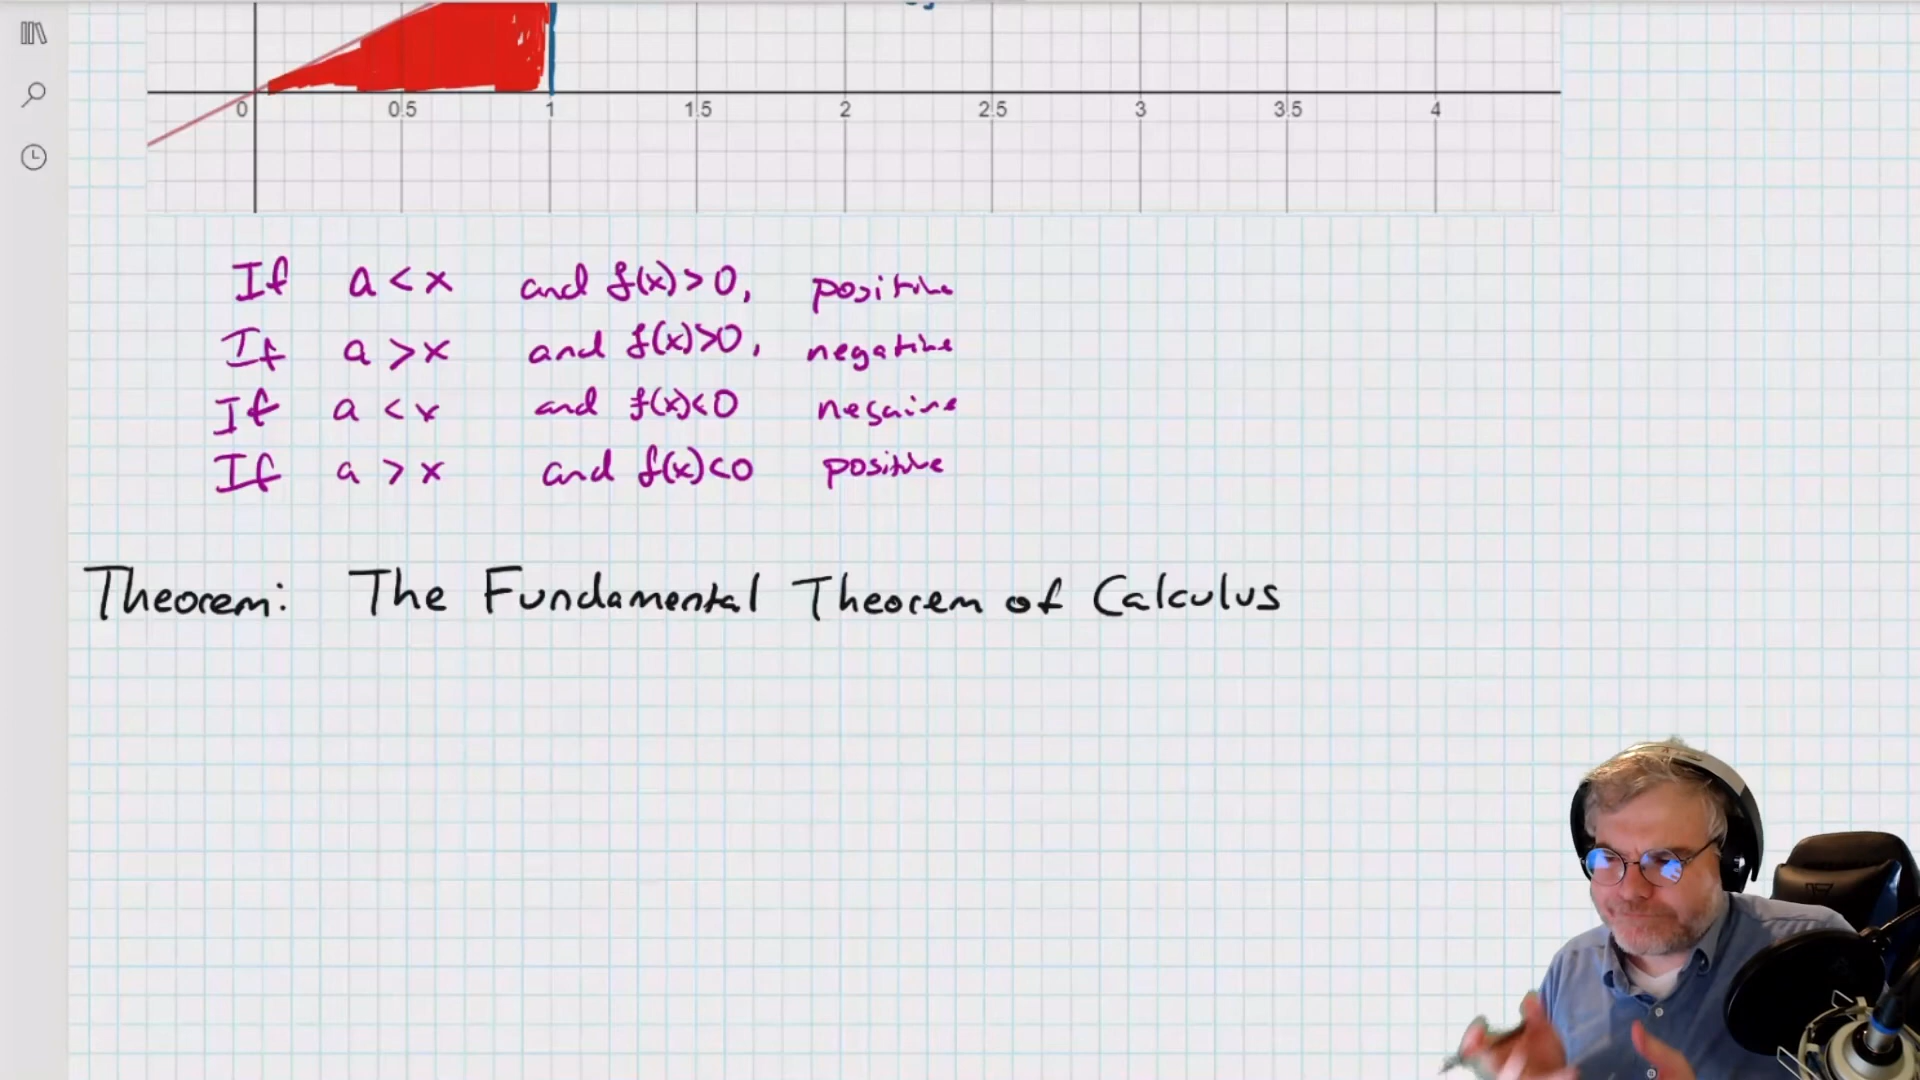 0 0.5 1 1.5 2 2.5 3 3.5 4
If a < x and f(x) > 0, positive
If a > x and f(x) > 0, negative
If a < x and f(x) < 0 negaive
If a > x and f(x) < 0 positive
Theorem: The Fundamental Theorem of Calculus